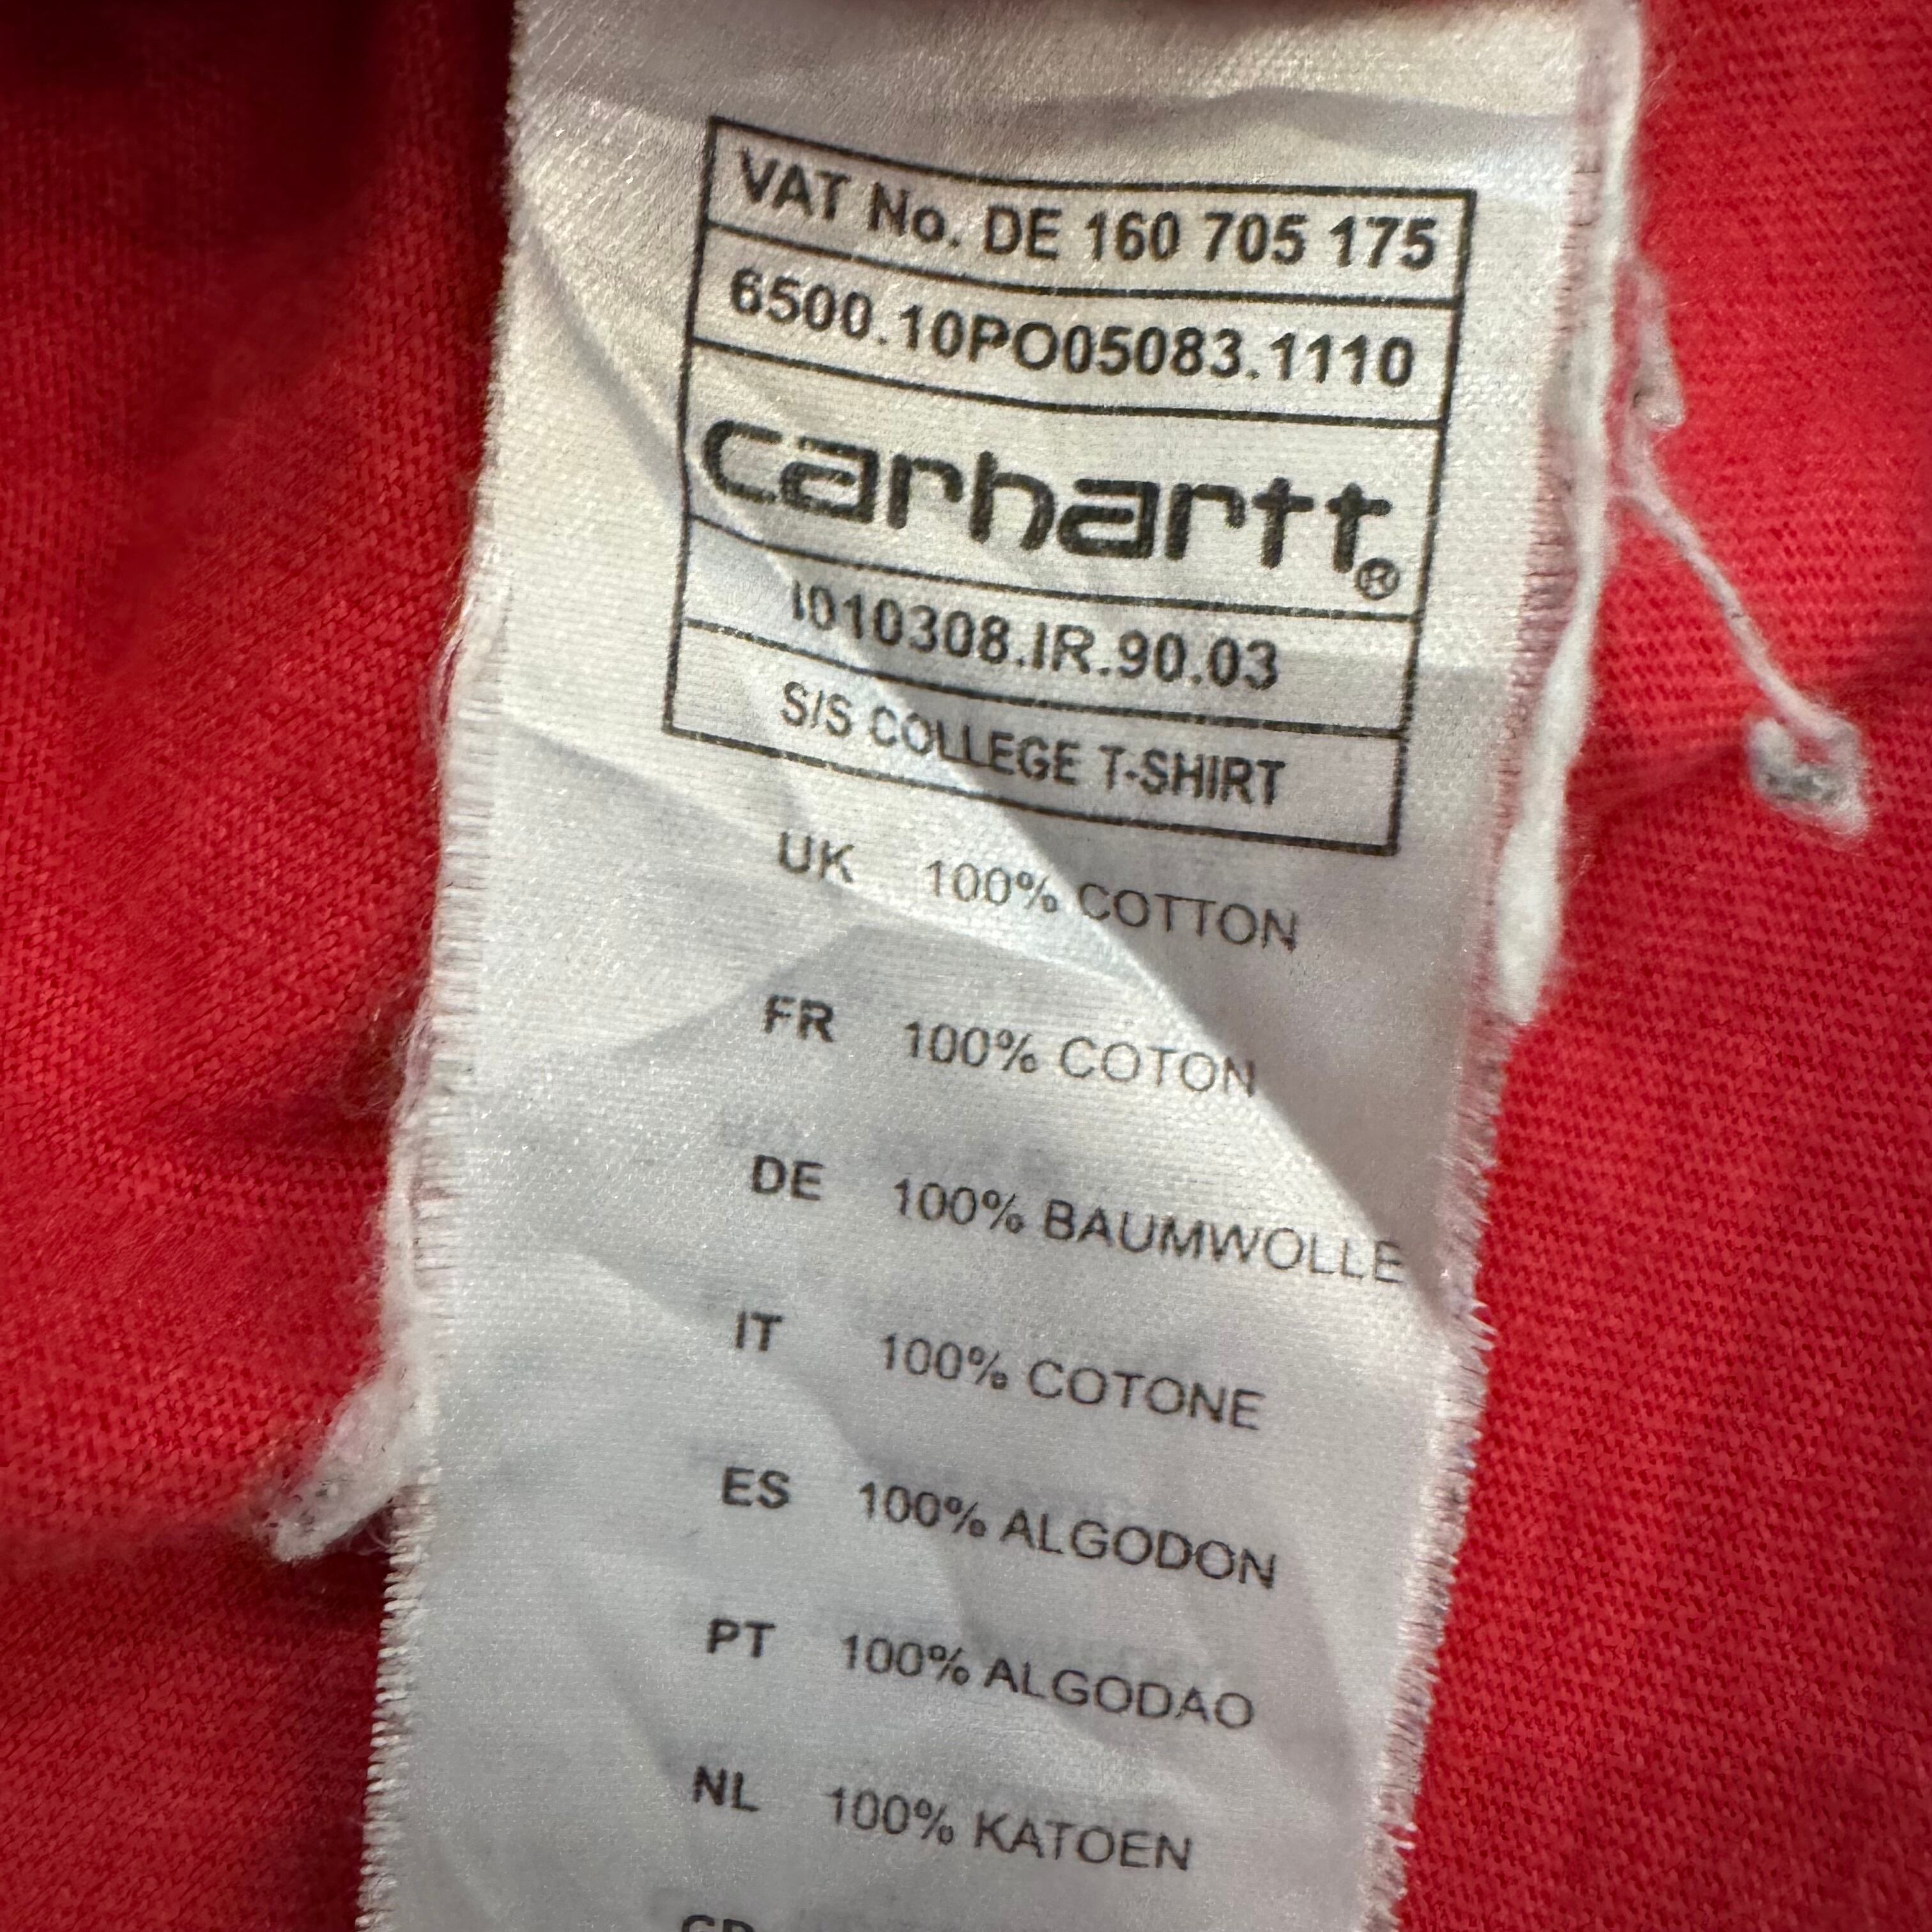 VAT No. DE 160 705 175
6500.10PO05083.1110
carhartt®
I010308.IR.90.03
S/S COLLEGE T-SHIRT
UK 100% COTTON
FR 100% COTON
DE 100% BAUMWOLLE
IT 100% COTONE
ES 100% ALGODON
PT 100% ALGODAO
NL 100% KATOEN